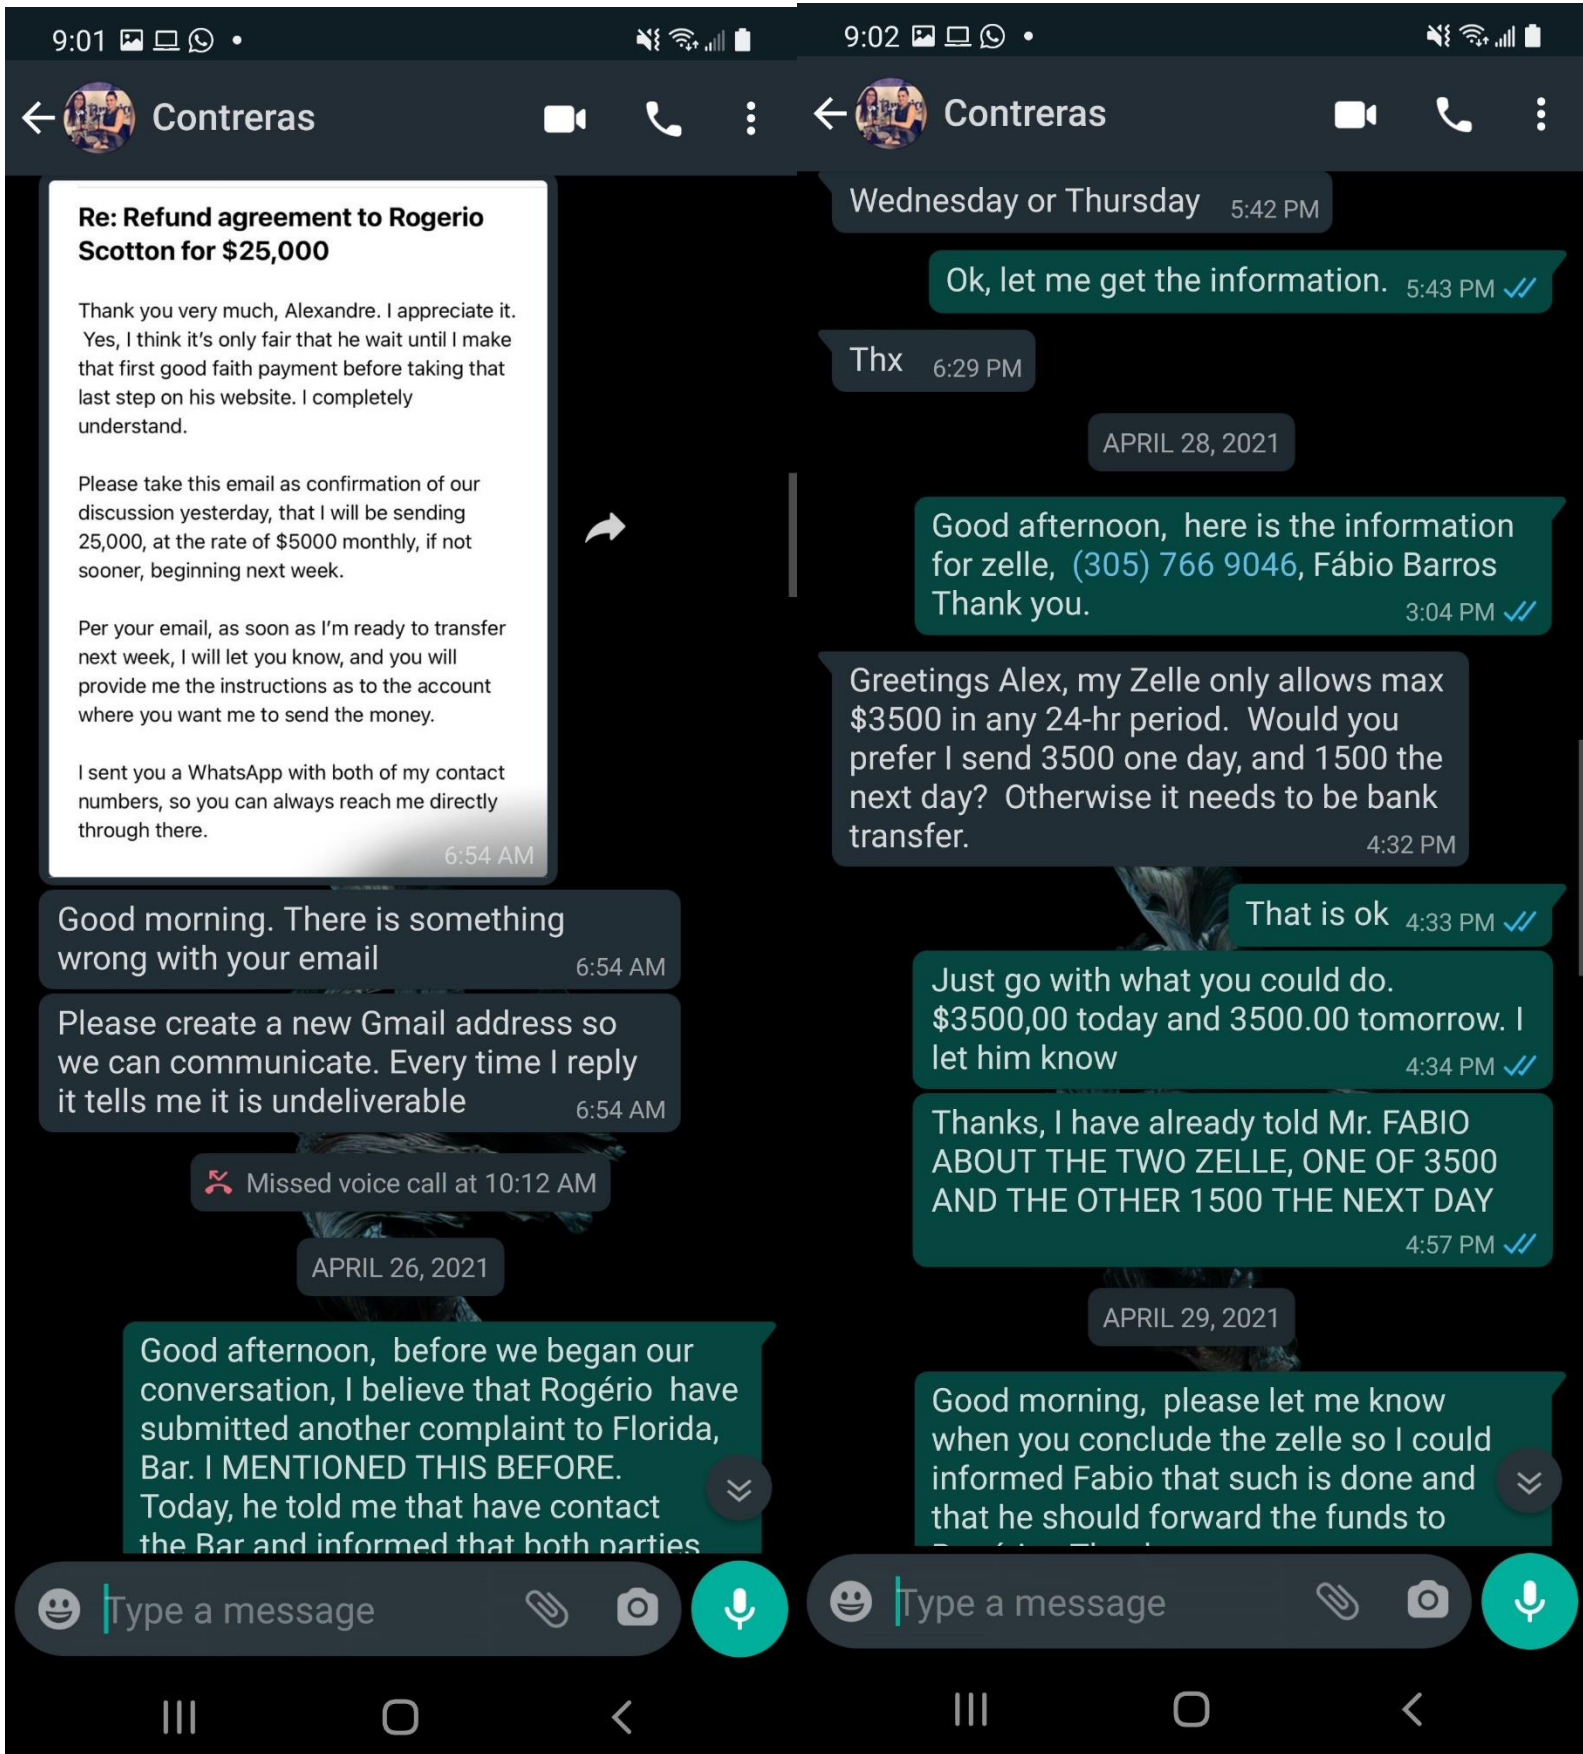 9:01
Contreras
Re: Refund agreement to Rogerio
Scotton for $25,000
Thank you very much, Alexandre. I appreciate it.
Yes, I think it's only fair that he wait until I make
that first good faith payment before taking that
last step on his website. I completely
understand.
Please take this email as confirmation of our
discussion yesterday, that I will be sending
25,000, at the rate of $5000 monthly, if not
sooner, beginning next week.
Per your email, as soon as I'm ready to transfer
next week, I will let you know, and you will
provide me the instructions as to the account
where you want me to send the money.
I sent you a WhatsApp with both of my contact
numbers, so you can always reach me directly
through there.
6:54 AM
Good morning. There is something
wrong with your email
6:54 AM
Please create a new Gmail address so
we can communicate. Every time I reply
it tells me it is undeliverable
6:54 AM
Missed voice call at 10:12 AM
APRIL 26, 2021
Good afternoon, before we began our
conversation, I believe that Rogério have
submitted another complaint to Florida,
Bar. I MENTIONED THIS BEFORE.
Today, he told me that have contact
the Bar and informed that both parties
Type a message
9:02
Contreras
Wednesday or Thursday 5:42 PM
Ok, let me get the information. 5:43 PM
Thx 6:29 PM
APRIL 28, 2021
Good afternoon, here is the information
for zelle, (305) 766 9046, Fábio Barros
Thank you. 3:04 PM
Greetings Alex, my Zelle only allows max
$3500 in any 24-hr period. Would you
prefer I send 3500 one day, and 1500 the
next day? Otherwise it needs to be bank
transfer. 4:32 PM
That is ok 4:33 PM
Just go with what you could do.
$3500,00 today and 3500.00 tomorrow. I
let him know 4:34 PM
Thanks, I have already told Mr. FABIO
ABOUT THE TWO ZELLE, ONE OF 3500
AND THE OTHER 1500 THE NEXT DAY
4:57 PM
APRIL 29, 2021
Good morning, please let me know
when you conclude the zelle so I could
informed Fabio that such is done and
that he should forward the funds to
Type a message